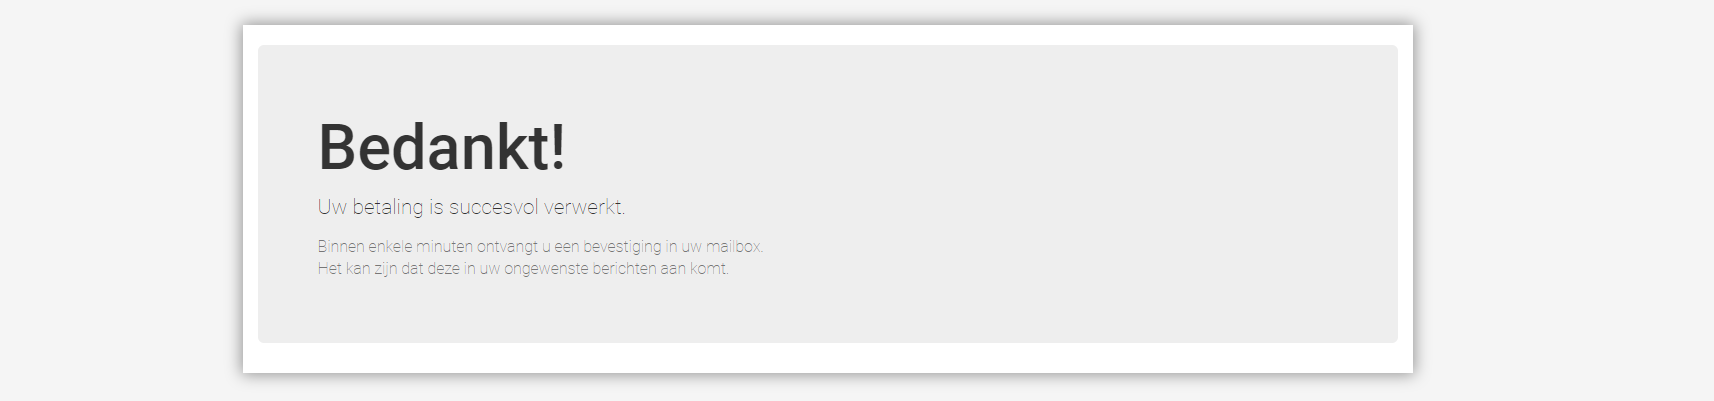 Bedankt!
Uw betaling is succesvol verwerkt.
Binnen enkele minuten ontvangt u een bevestiging in uw mailbox.
Het kan zijn dat deze in uw ongewenste berichten aan komt.